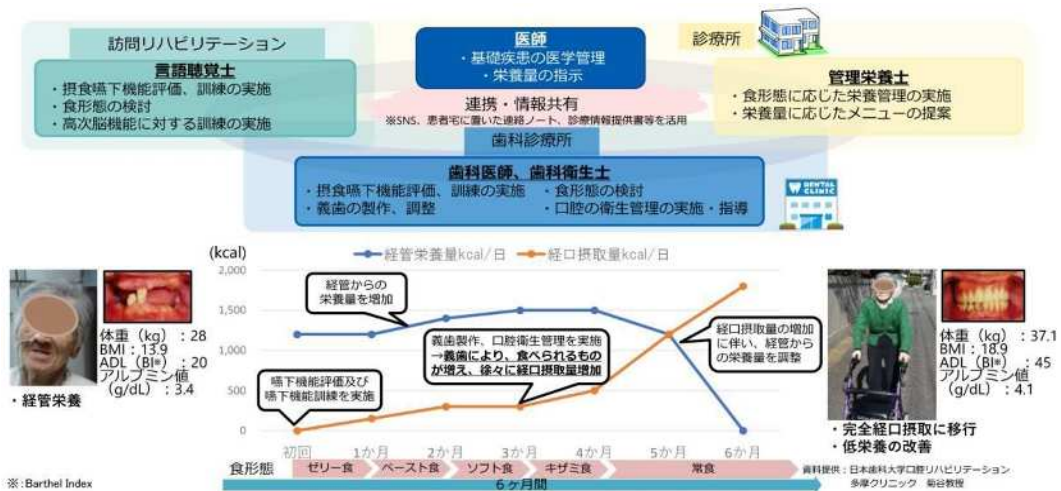 訪問リハビリテーション
言語聴覚士
・摂食嚥下機能評価、訓練の実施
・食形態の検討
・高次脳機能に対する訓練の実施
医師
・基礎疾患の医学管理
・栄養量の指示
診療所
管理栄養士
・食形態に応じた栄養管理の実施
・栄養量に応じたメニューの提案
連携・情報共有
※SNS、患者宅に置いた連絡ノート、診療情報提供書等を活用
歯科診療所
歯科医師、歯科衛生士
・摂食嚥下機能評価、訓練の実施 ・食形態の検討
・義歯の製作、調整 ・口腔の衛生管理の実施・指導
DENTAL
CLINIC
(kcal)
経管栄養量kcal/日 経口摂取量kcal/日
2,000
1,500
1,000
500
0
経管からの
栄養量を増加
義歯製作、口腔衛生管理を実施
→義歯により、食べられるもの
が増え、徐々に経口摂取量増加
経口摂取量の増加
に伴い、経管から
の栄養量を調整
嚥下機能評価及び
嚥下機能訓練を実施
初回 1か月 2か月 3か月 4か月 5か月 6か月
食形態 ゼリー食 ペースト食 ソフト食 キザミ食 常食
6ヶ月間
体重（kg）：28
BMI：13.9
ADL（BI※）：20
アルブミン値
（g/dL）：3.4
・経管栄養
体重（kg）：37.1
BMI：18.9
ADL（BI※）：45
アルブミン値
（g/dL）：4.1
・完全経口摂取に移行
・低栄養の改善
※：Barthel Index
資料提供：日本歯科大学口腔リハビリテーション
多摩クリニック 菊谷教授